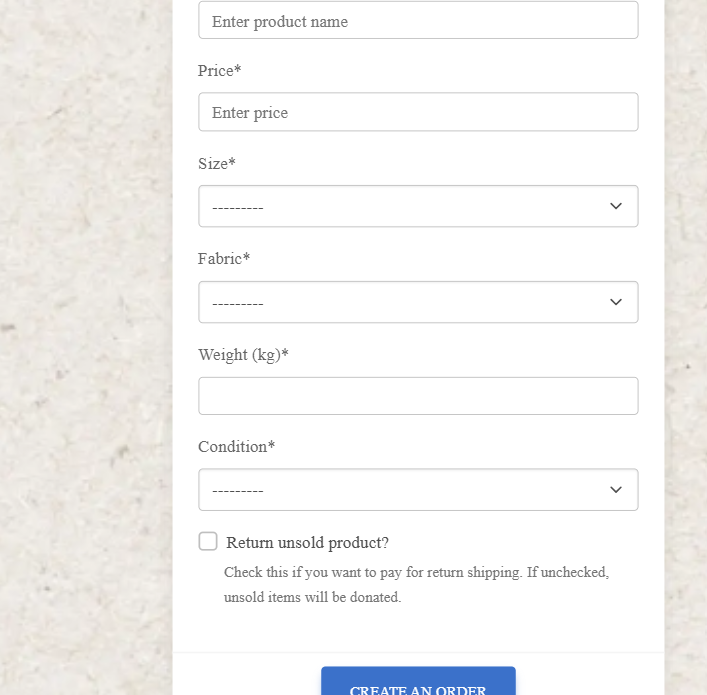 Enter product name
Price*
Enter price
Size*
---------
Fabric*
---------
Weight (kg)*
Condition*
---------
Return unsold product?
Check this if you want to pay for return shipping. If unchecked,
unsold items will be donated.
CREATE AN ORDER